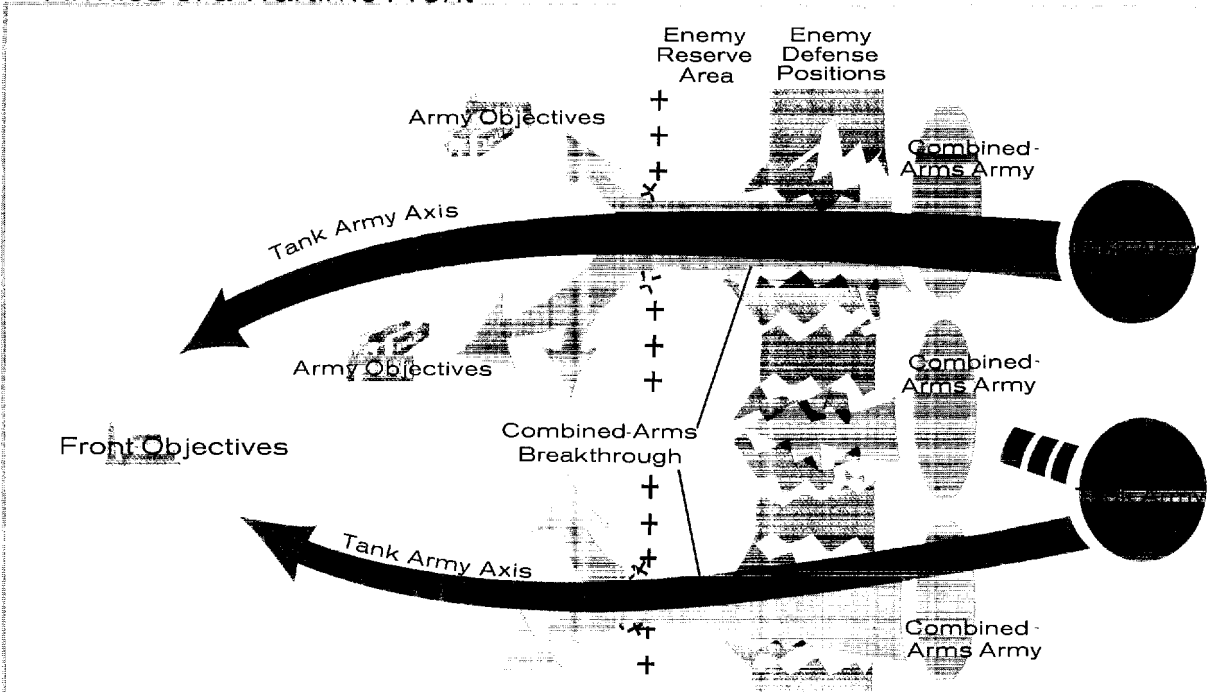 Enemy
Reserve
Area
Enemy
Defense
Positions
Army Objectives
Combined-
Arms Army
Tank Army Axis
Army Objectives
Combined-
Arms Army
Combined-Arms
Breakthrough
Front Objectives
Tank Army Axis
Combined-
Arms Army